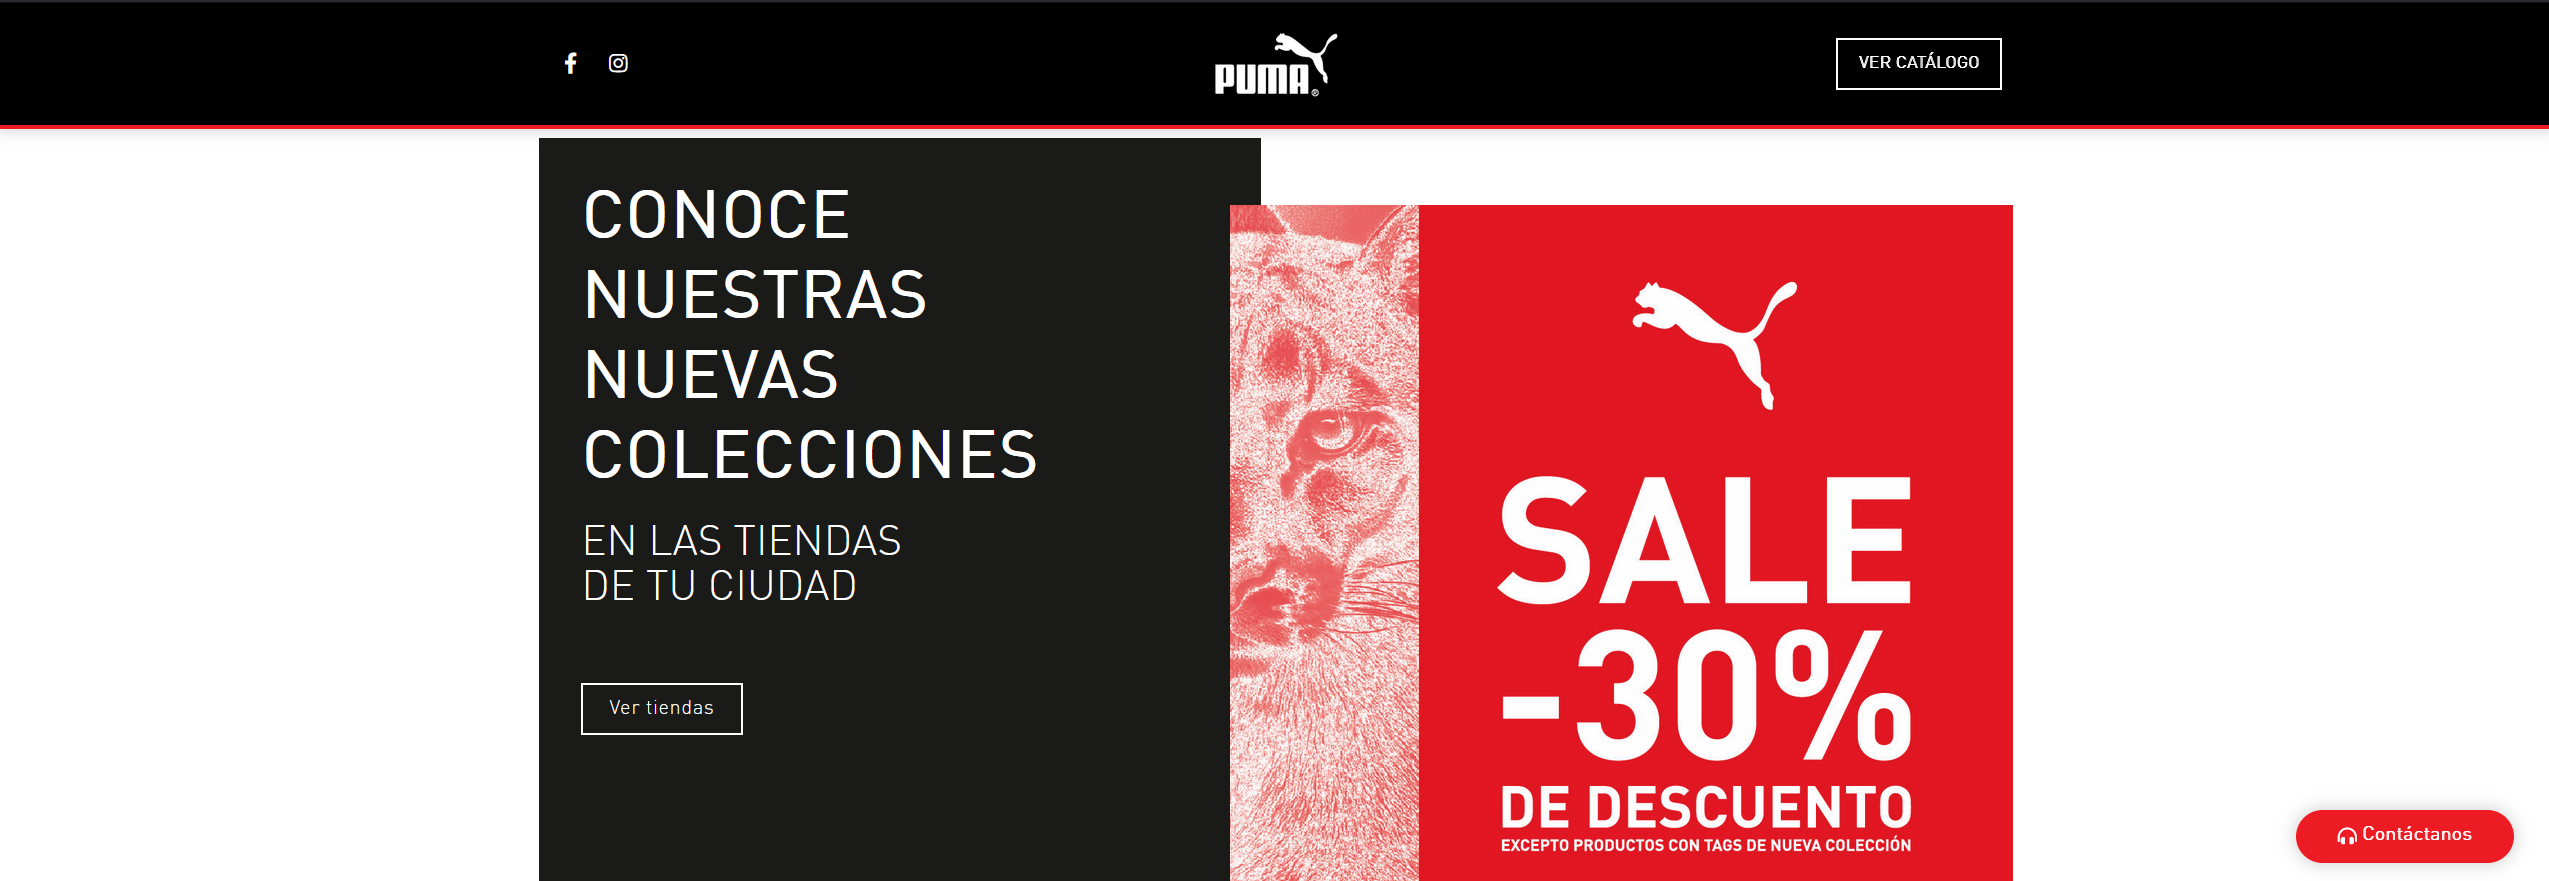 PUMA®
VER CATÁLOGO
CONOCE
NUESTRAS
NUEVAS
COLECCIONES
EN LAS TIENDAS
DE TU CIUDAD
Ver tiendas
SALE
-30%
DE DESCUENTO
EXCEPTO PRODUCTOS CON TAGS DE NUEVA COLECCIÓN
Contáctanos